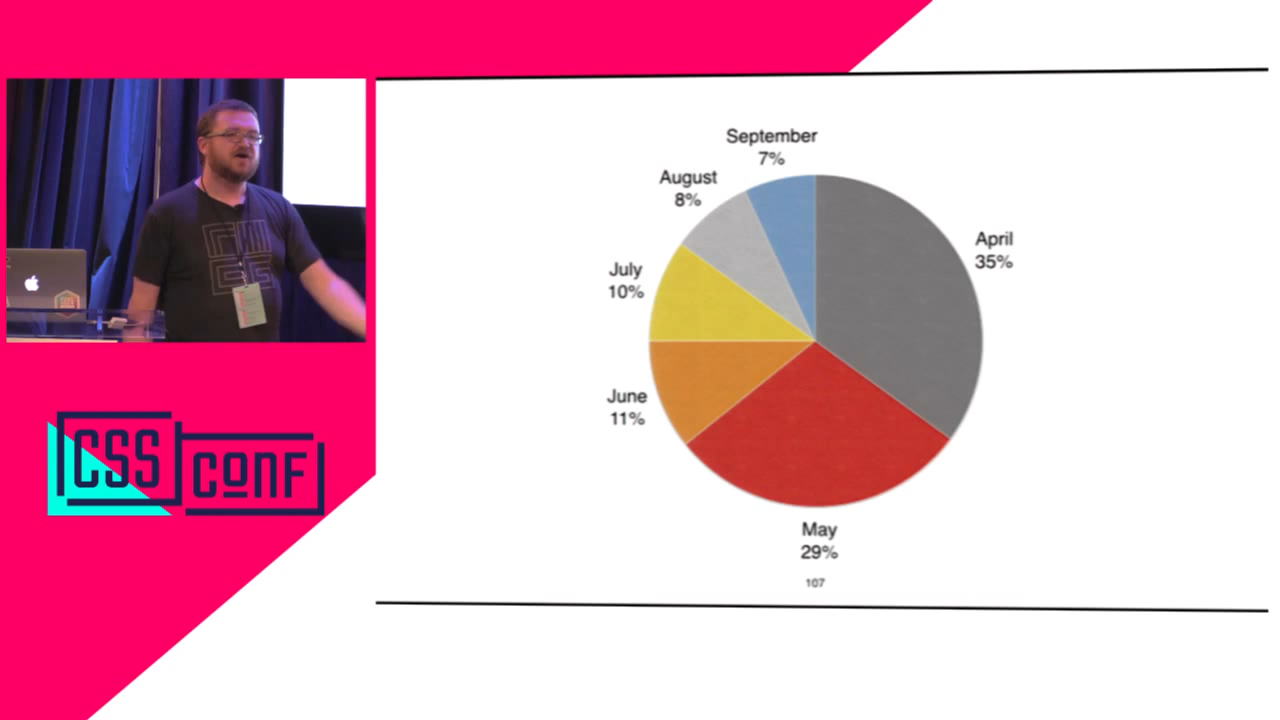 September
7%
August
8%
April
35%
July
10%
June
11%
May
29%
107
CSS
CONF